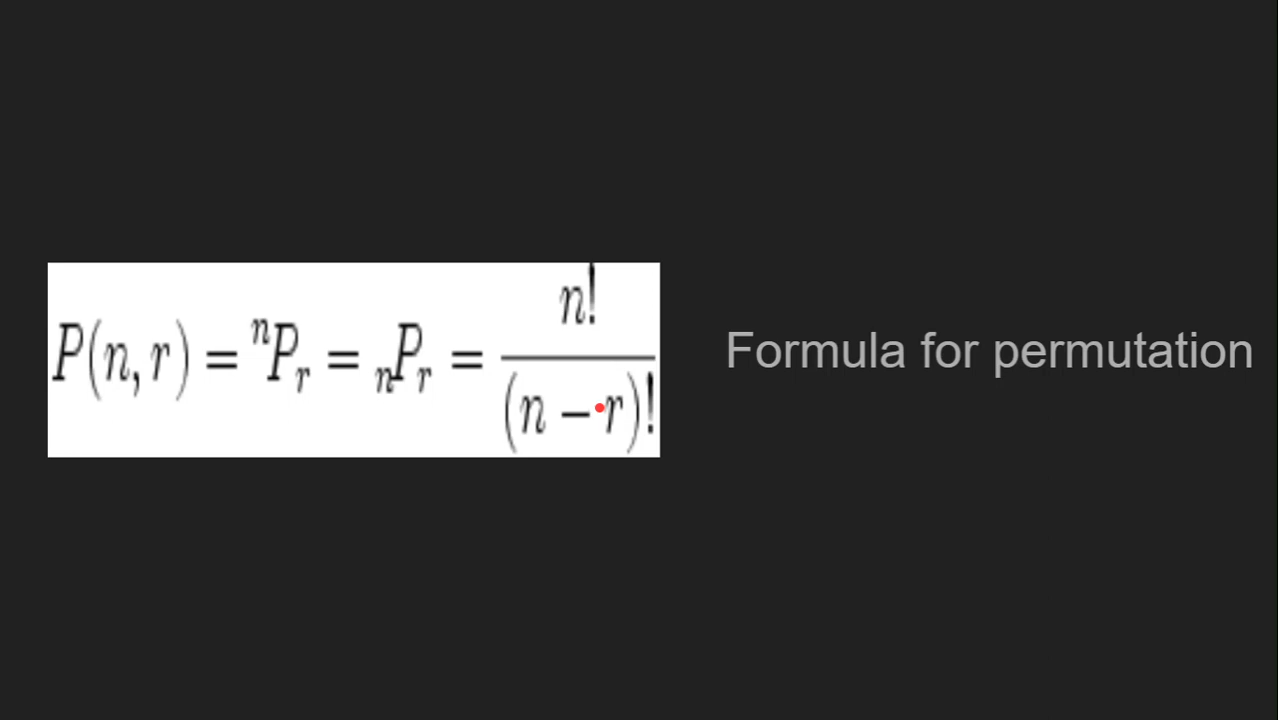 P(n, r) = ⁿPᵣ = ₙPᵣ = n! / (n − r)!
Formula for permutation